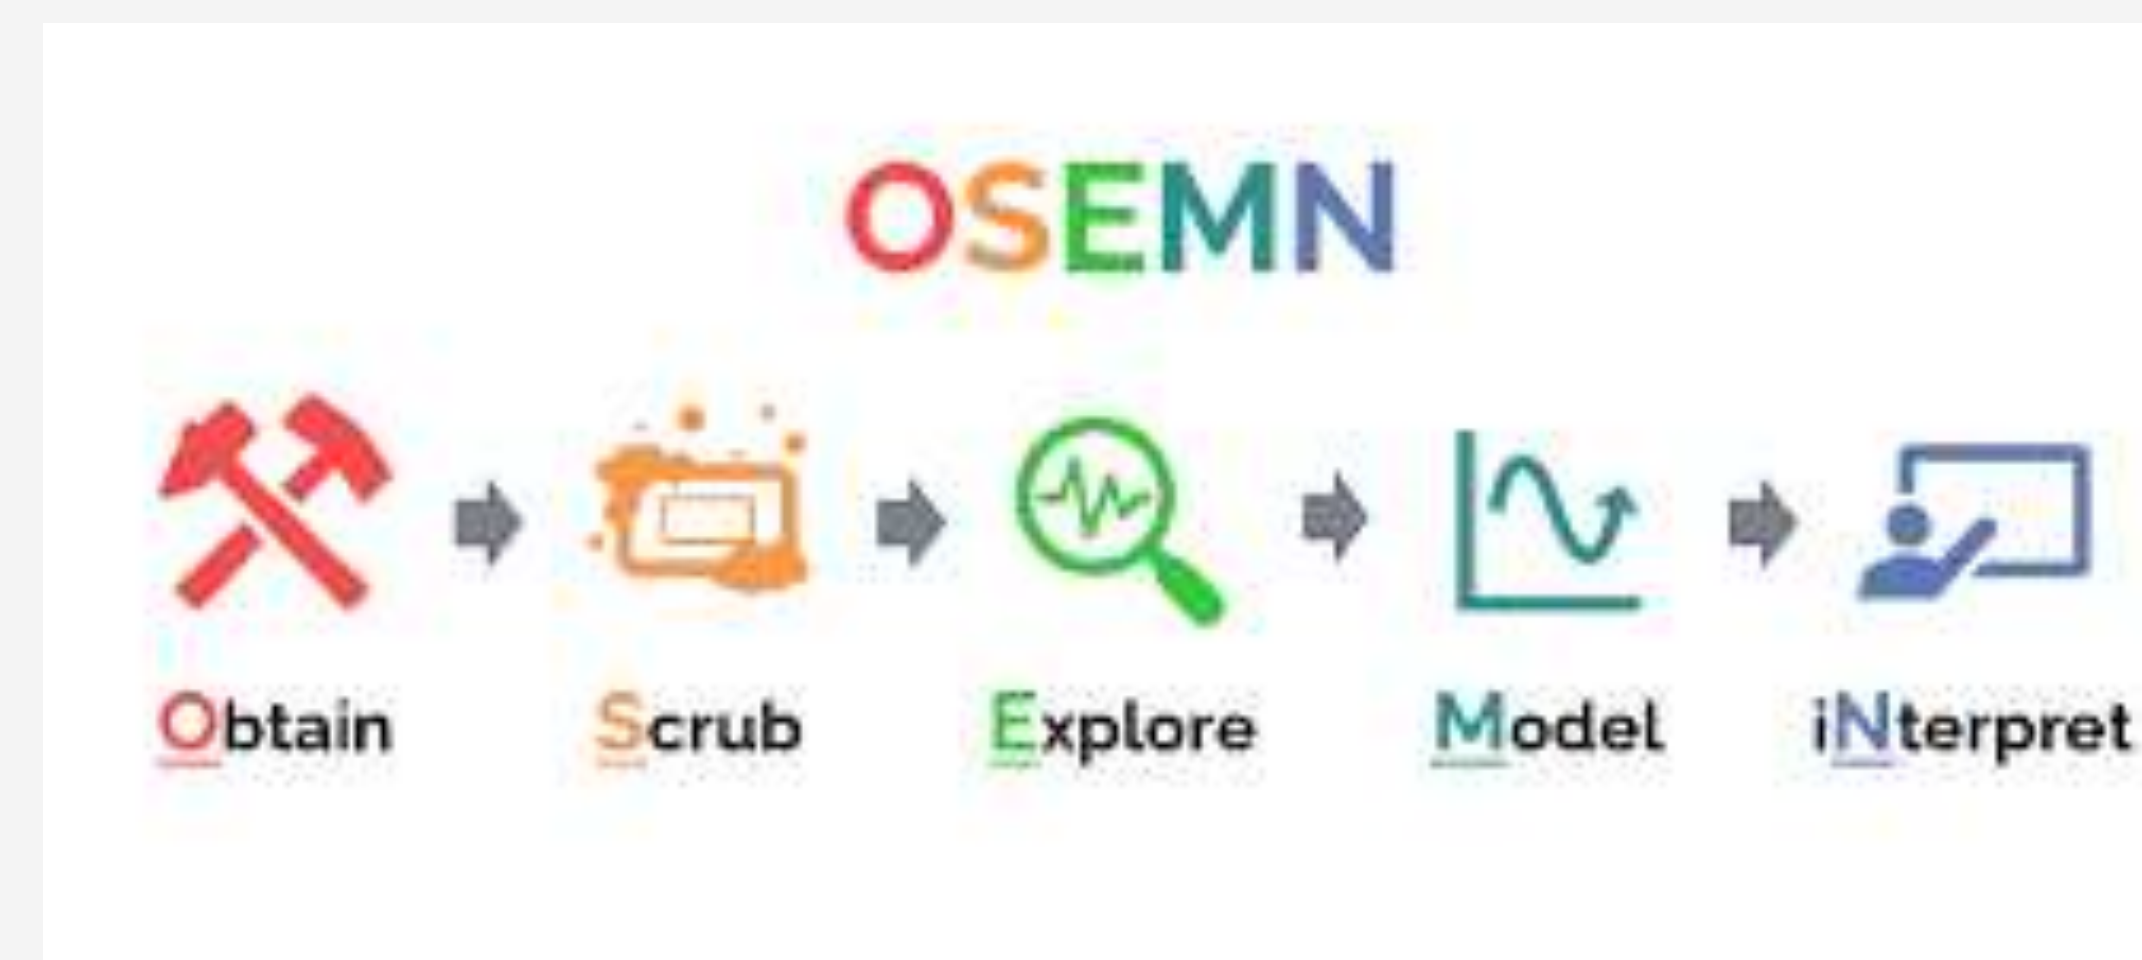 OSEMN
Obtain
Scrub
Explore
Model
iNterpret